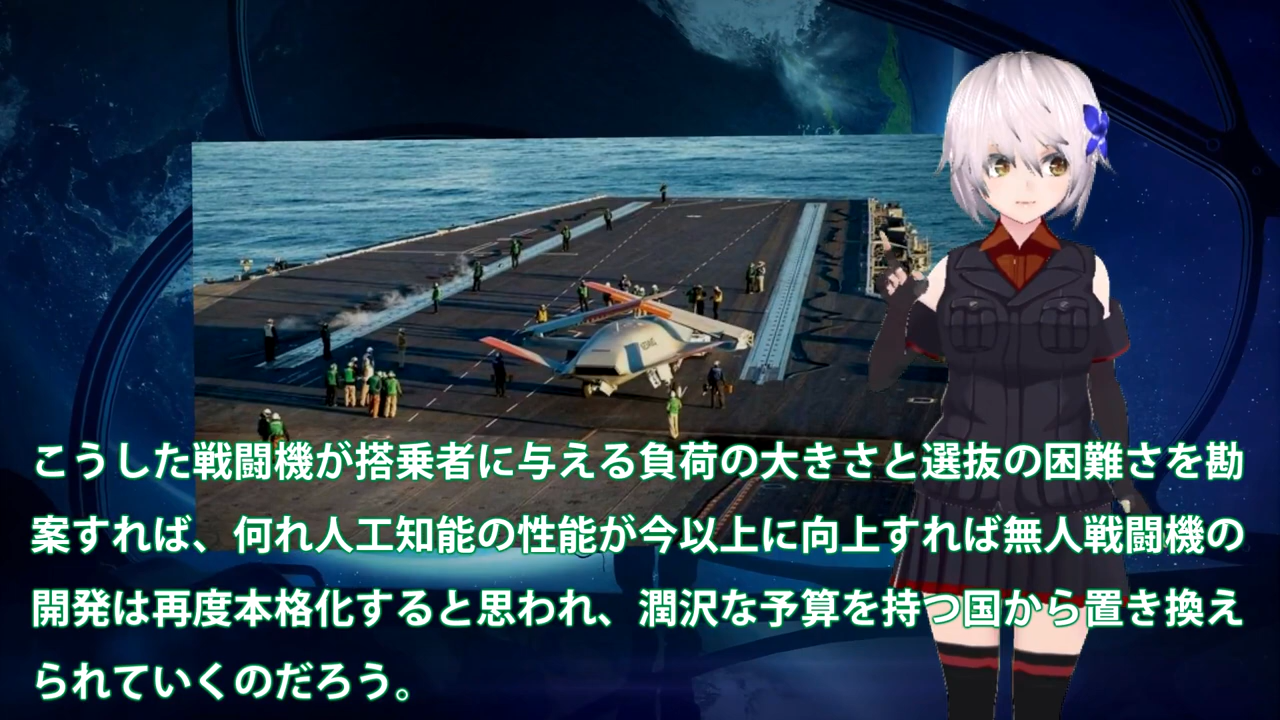 こうした戦闘機が搭乗者に与える負荷の大きさと選抜の困難さを勘
案すれば、何れ人工知能の性能が今以上に向上すれば無人戦闘機の
開発は再度本格化すると思われ、潤沢な予算を持つ国から置き換え
られていくのだろう。